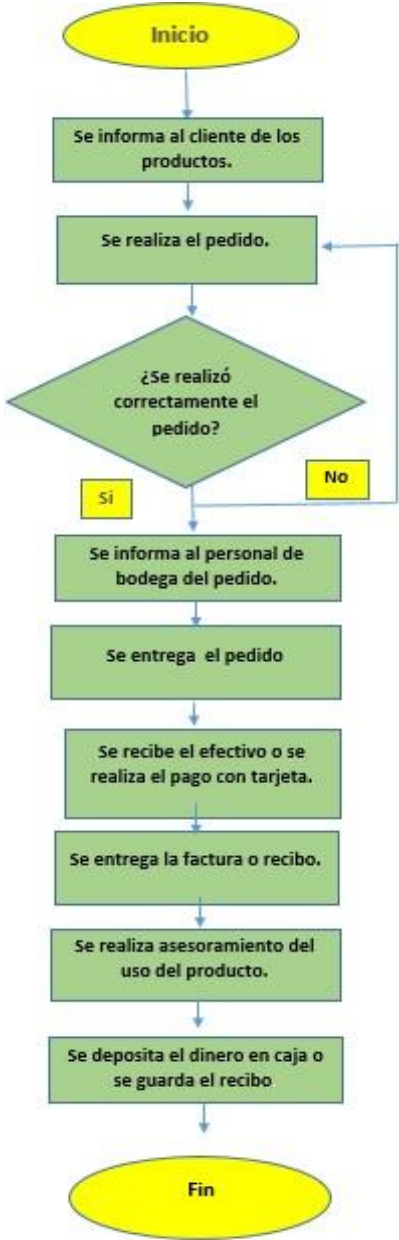 Inicio
Se informa al cliente de los
productos.
Se realiza el pedido.
¿Se realizó
correctamente el
pedido?
Si
No
Se informa al personal de
bodega del pedido.
Se entrega el pedido
Se recibe el efectivo o se
realiza el pago con tarjeta.
Se entrega la factura o recibo.
Se realiza asesoramiento del
uso del producto.
Se deposita el dinero en caja o
se guarda el recibo
Fin